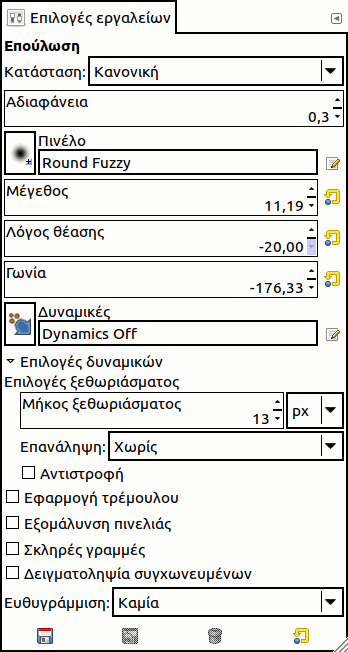 Επιλογές εργαλείων
Επούλωση
Κατάσταση: Κανονική
Αδιαφάνεια
0,3
Πινέλο
Round Fuzzy
Μέγεθος
11,19
Λόγος θέασης
-20,00
Γωνία
-176,33
Δυναμικές
Dynamics Off
Επιλογές δυναμικών
Επιλογές ξεθωριάσματος
Μήκος ξεθωριάσματος
13 px
Επανάληψη: Χωρίς
Αντιστροφή
Εφαρμογή τρέμουλου
Εξομάλυνση πινελιάς
Σκληρές γραμμές
Δειγματοληψία συγχωνευμένων
Ευθυγράμμιση: Καμία